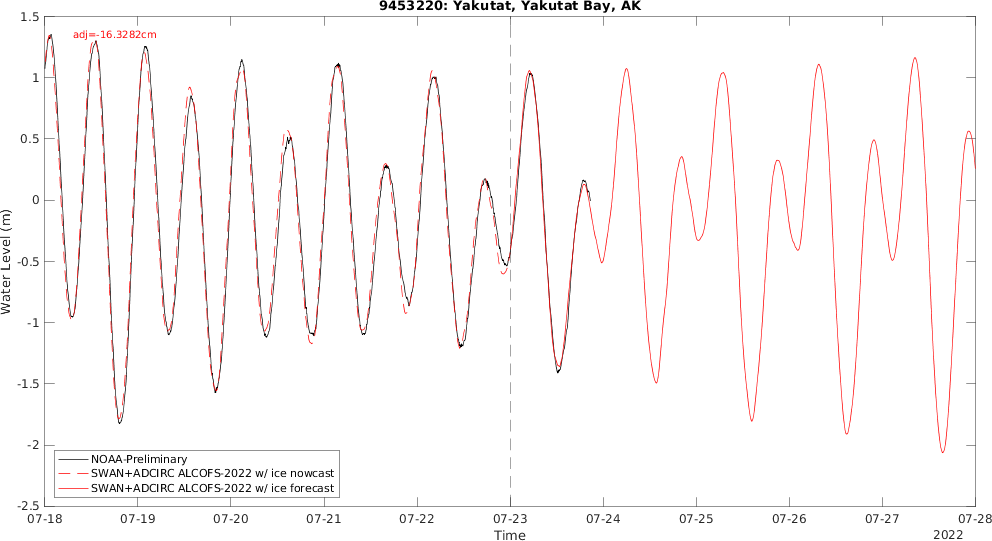 9453220: Yakutat, Yakutat Bay, AK
adj=-16.3282cm
1.5
1
0.5
0
-0.5
-1
-1.5
-2
-2.5
Water Level (m)
NOAA-Preliminary
SWAN+ADCIRC ALCOFS-2022 w/ ice nowcast
SWAN+ADCIRC ALCOFS-2022 w/ ice forecast
07-18 07-19 07-20 07-21 07-22 07-23 07-24 07-25 07-26 07-27 07-28
Time
2022